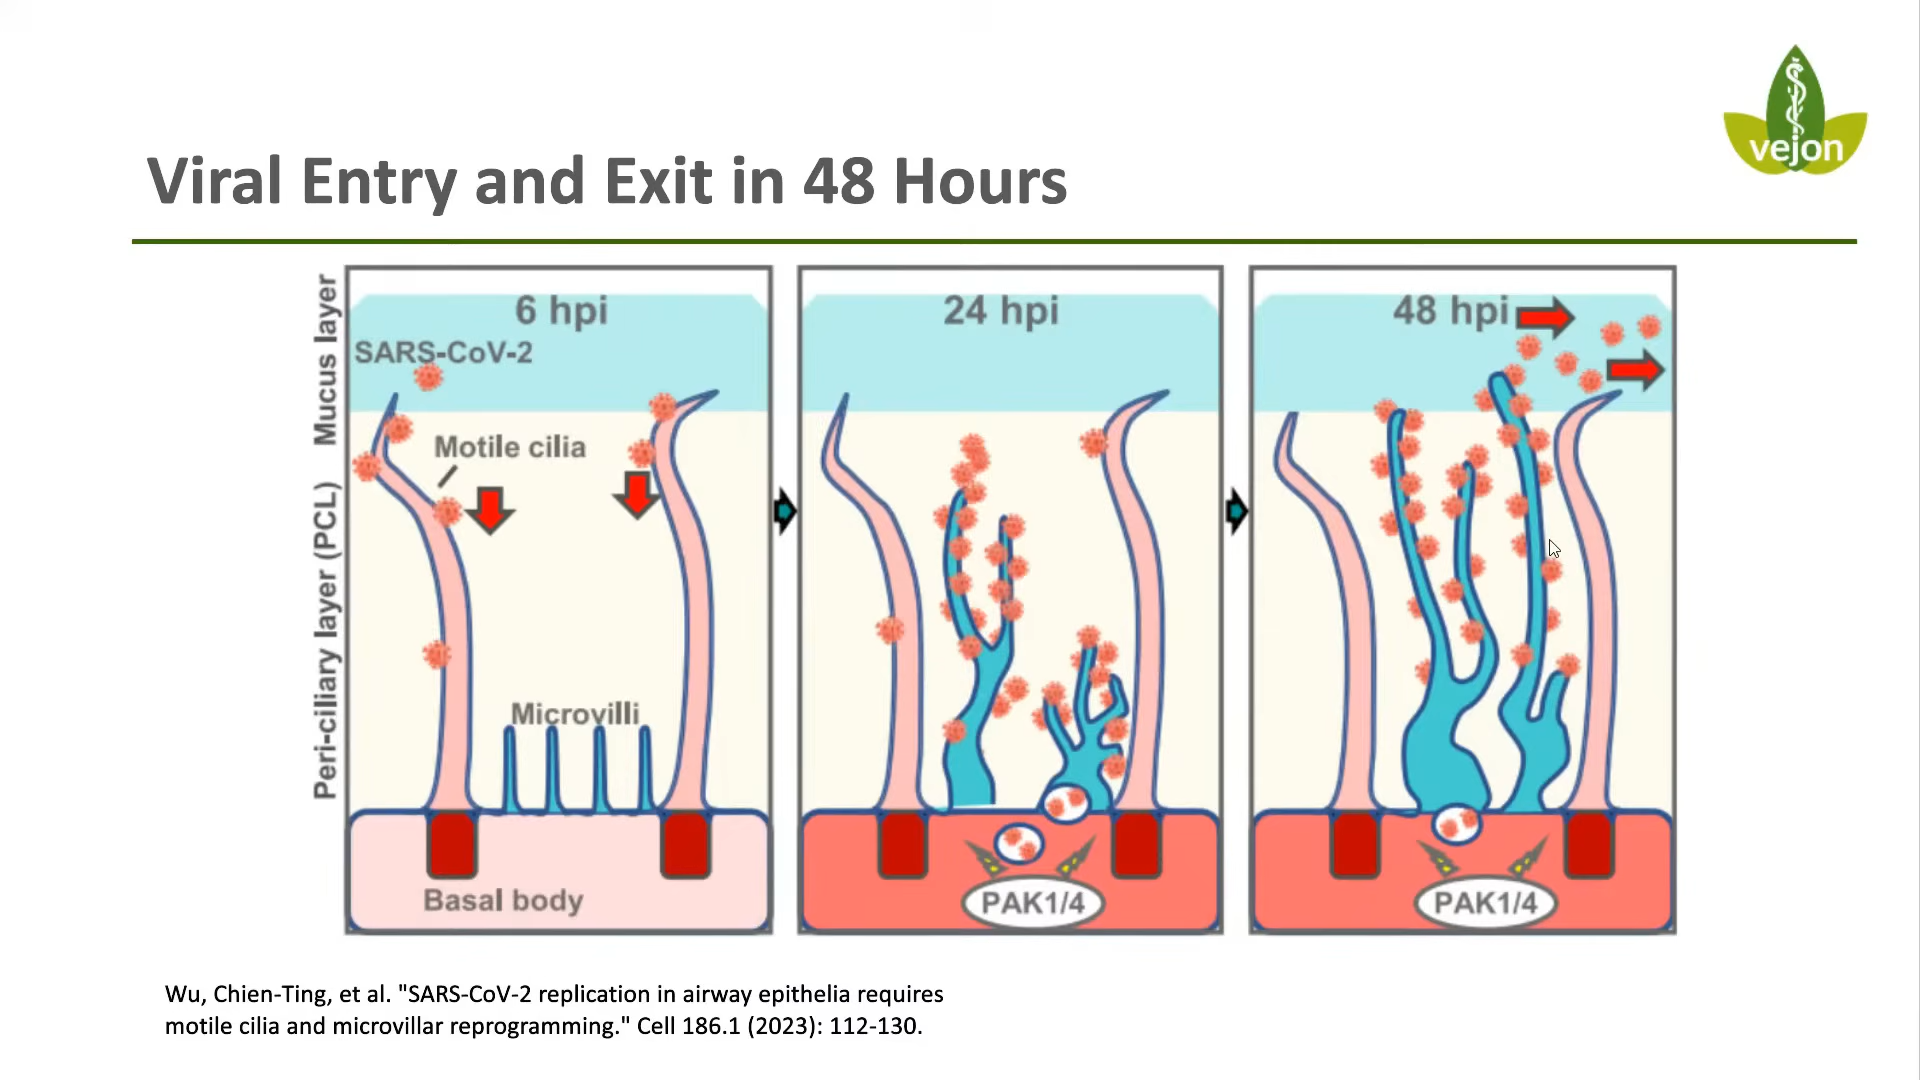 vejon
Viral Entry and Exit in 48 Hours
Mucus layer
Peri-ciliary layer (PCL)
6 hpi
SARS-CoV-2
Motile cilia
Microvilli
Basal body
24 hpi
PAK1/4
48 hpi
PAK1/4
Wu, Chien-Ting, et al. "SARS-CoV-2 replication in airway epithelia requires
motile cilia and microvillar reprogramming." Cell 186.1 (2023): 112-130.